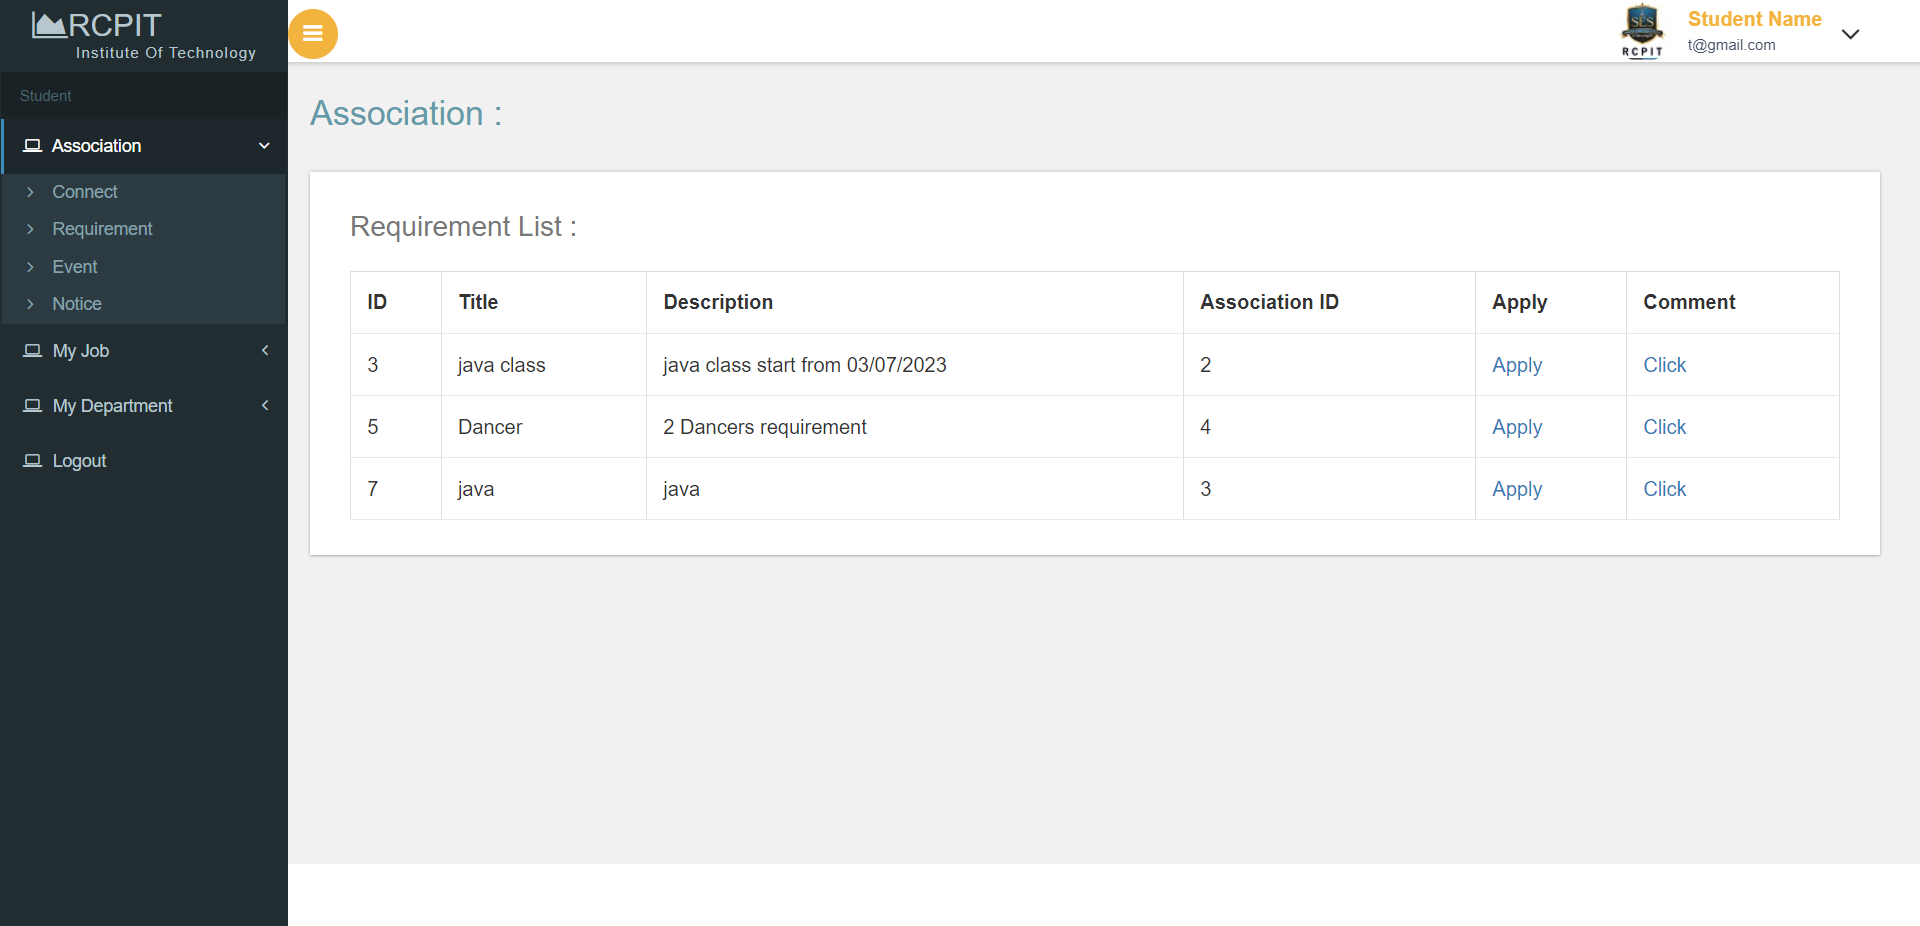 RCPIT
Institute Of Technology
Student
Association
Connect
Requirement
Event
Notice
My Job
My Department
Logout
SES
RCPIT
Student Name
t@gmail.com
Association :
Requirement List :
ID Title Description Association ID Apply Comment
3 java class java class start from 03/07/2023 2 Apply Click
5 Dancer 2 Dancers requirement 4 Apply Click
7 java java 3 Apply Click